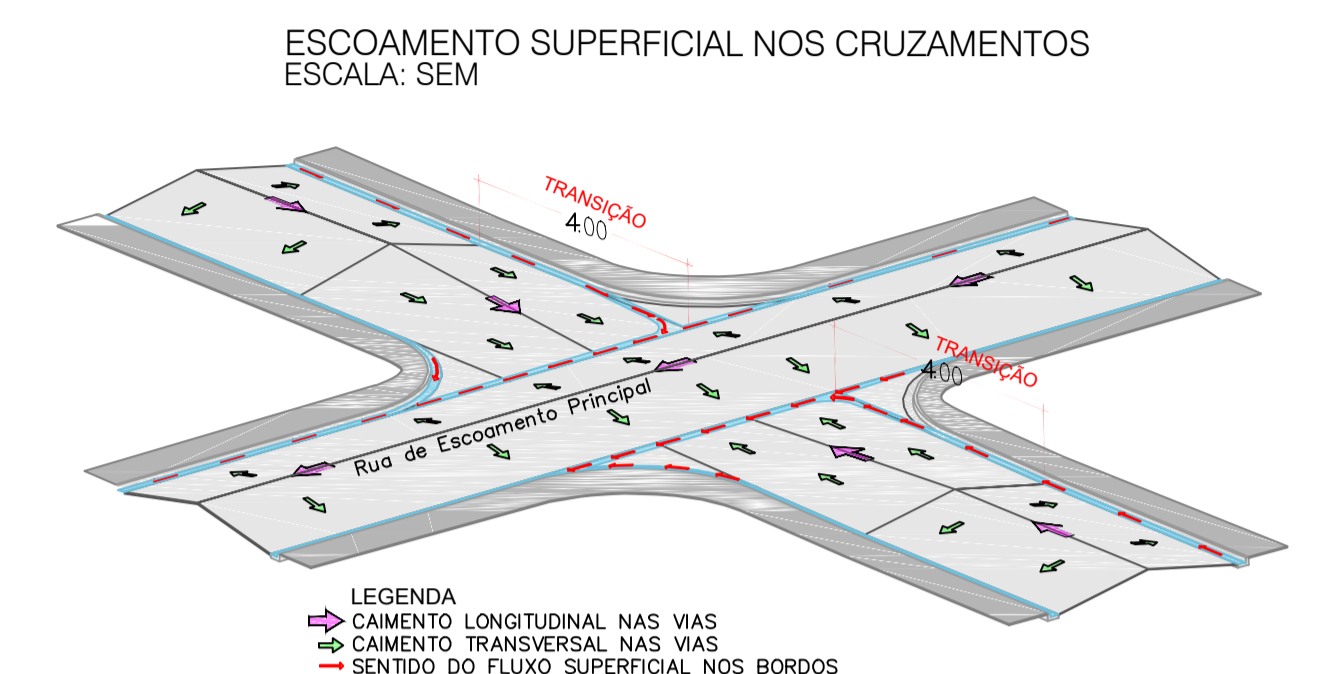 ESCOAMENTO SUPERFICIAL NOS CRUZAMENTOS
ESCALA: SEM
TRANSIÇÃO
4.00
TRANSIÇÃO
4.00
Rua de Escoamento Principal
LEGENDA
CAIMENTO LONGITUDINAL NAS VIAS
CAIMENTO TRANSVERSAL NAS VIAS
SENTIDO DO FLUXO SUPERFICIAL NOS BORDOS